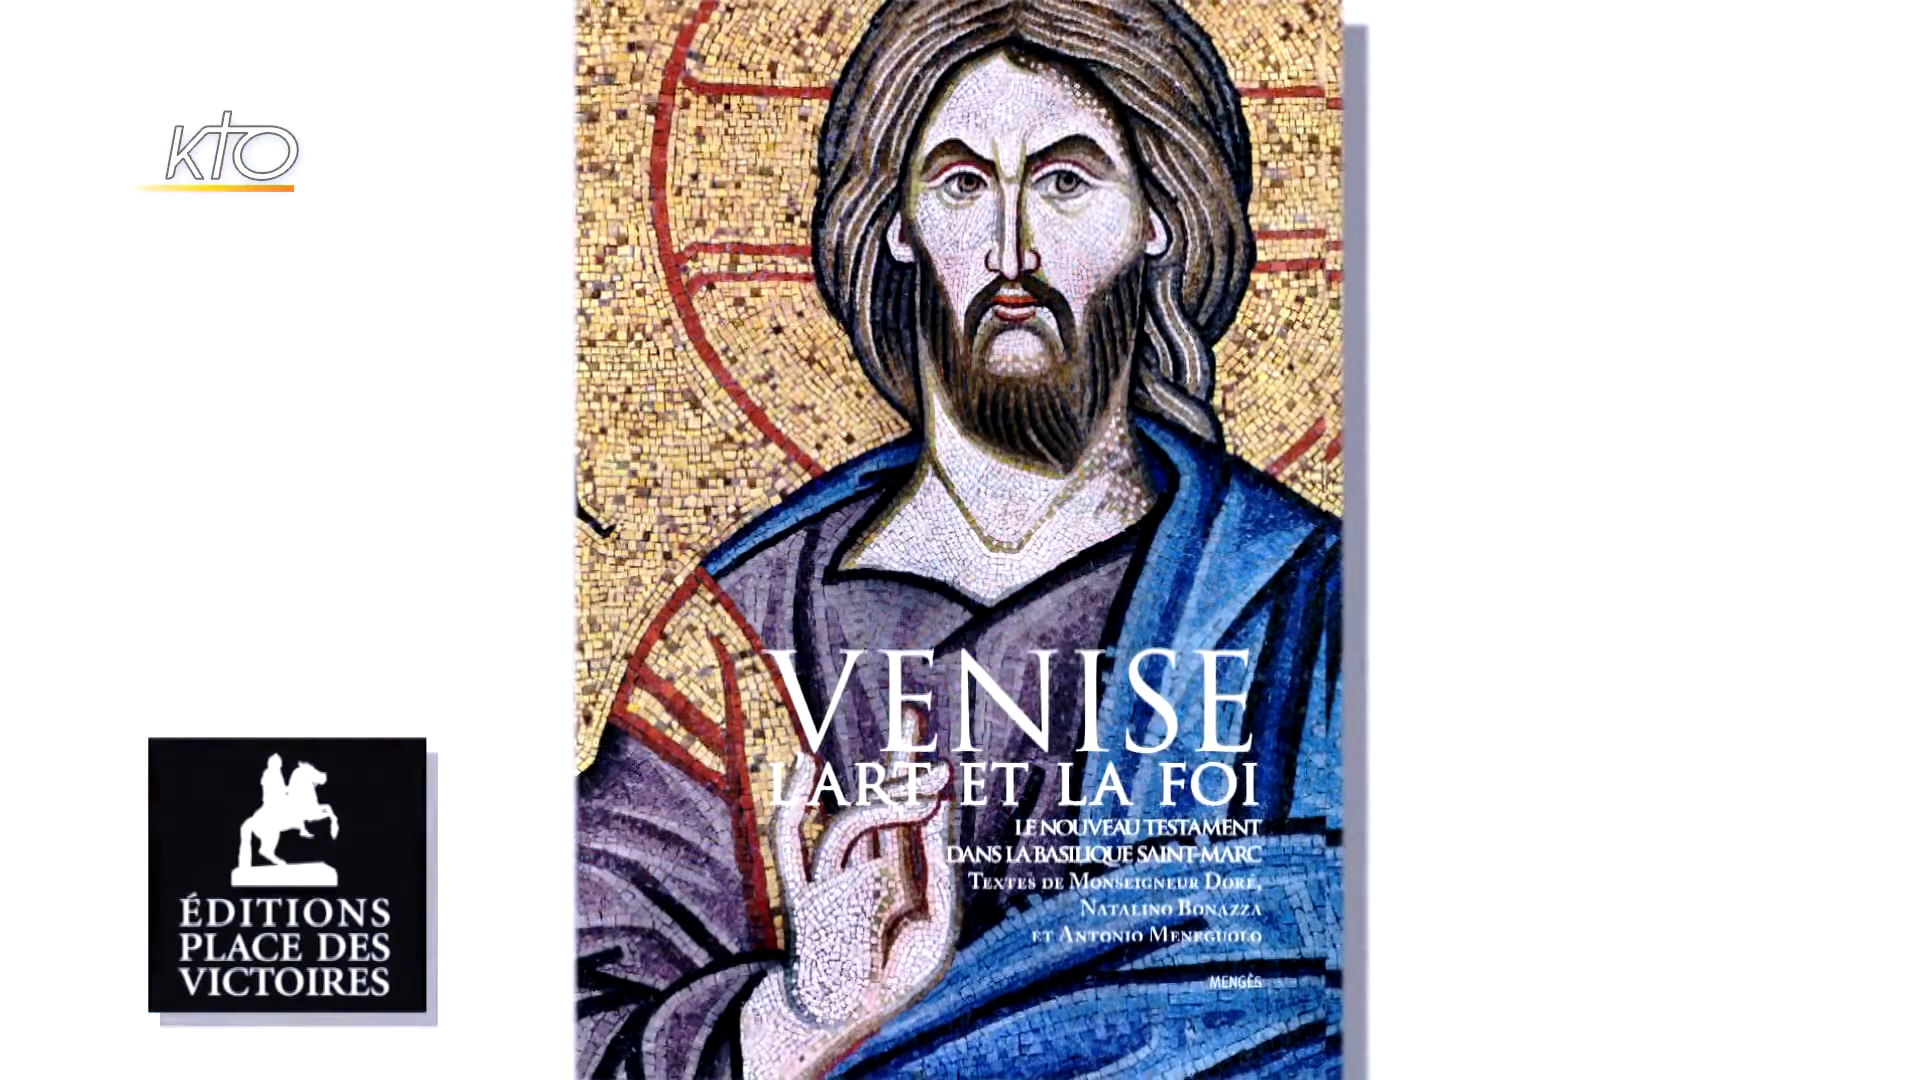 KTO
VENISE
L'ART ET LA FOI
LE NOUVEAU TESTAMENT
DANS LA BASILIQUE SAINT-MARC
TEXTES DE MONSEIGNEUR DORÉ,
NATALINO BONAZZA
ET ANTONIO MENEGUOLO
MENGÈS
ÉDITIONS
PLACE DES
VICTOIRES